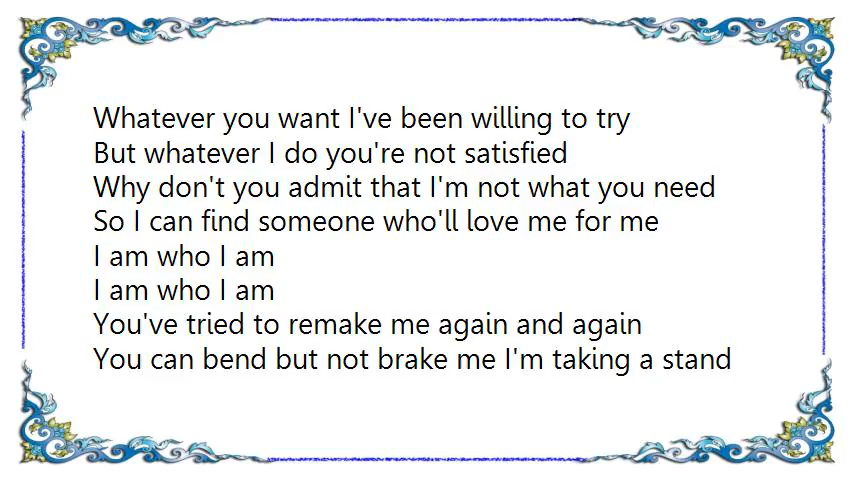 Whatever you want I've been willing to try
But whatever I do you're not satisfied
Why don't you admit that I'm not what you need
So I can find someone who'll love me for me
I am who I am
I am who I am
You've tried to remake me again and again
You can bend but not brake me I'm taking a stand